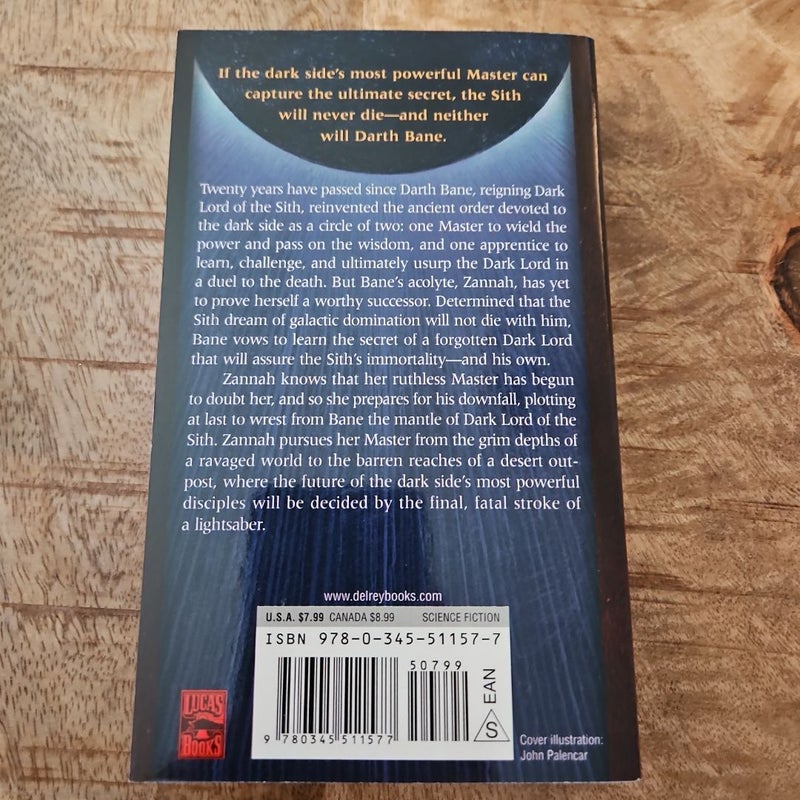 If the dark side's most powerful Master can
capture the ultimate secret, the Sith
will never die—and neither
will Darth Bane.
Twenty years have passed since Darth Bane, reigning Dark
Lord of the Sith, reinvented the ancient order devoted to
the dark side as a circle of two: one Master to wield the
power and pass on the wisdom, and one apprentice to
learn, challenge, and ultimately usurp the Dark Lord in
a duel to the death. But Bane's acolyte, Zannah, has yet
to prove herself a worthy successor. Determined that the
Sith dream of galactic domination will not die with him,
Bane vows to learn the secret of a forgotten Dark Lord
that will assure the Sith's immortality—and his own.
Zannah knows that her ruthless Master has begun
to doubt her, and so she prepares for his downfall, plotting
at last to wrest from Bane the mantle of Dark Lord of the
Sith. Zannah pursues her Master from the grim depths of
a ravaged world to the barren reaches of a desert out-
post, where the future of the dark side's most powerful
disciples will be decided by the final, fatal stroke of
a lightsaber.
www.delreybooks.com
U.S.A. $7.99 CANADA $8.99 SCIENCE FICTION
ISBN 978-0-345-51157-7
50799
EAN
S
9 780345 511577
LUCAS
BOOKS
Cover illustration:
John Palencar